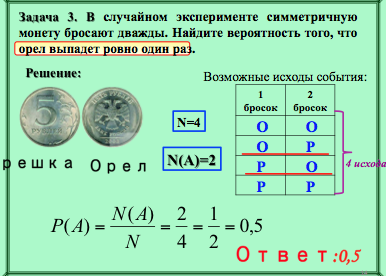 Задача 3. В случайном эксперименте симметричную
монету бросают дважды. Найдите вероятность того, что
орел выпадет ровно один раз.
Решение:
Возможные исходы события:
1 бросок 2 бросок
О О
О Р
Р О
Р Р
4 исхода
N=4
N(A)=2
решка Орел
P(A) = N(A)/N = 2/4 = 1/2 = 0,5
Ответ:0,5